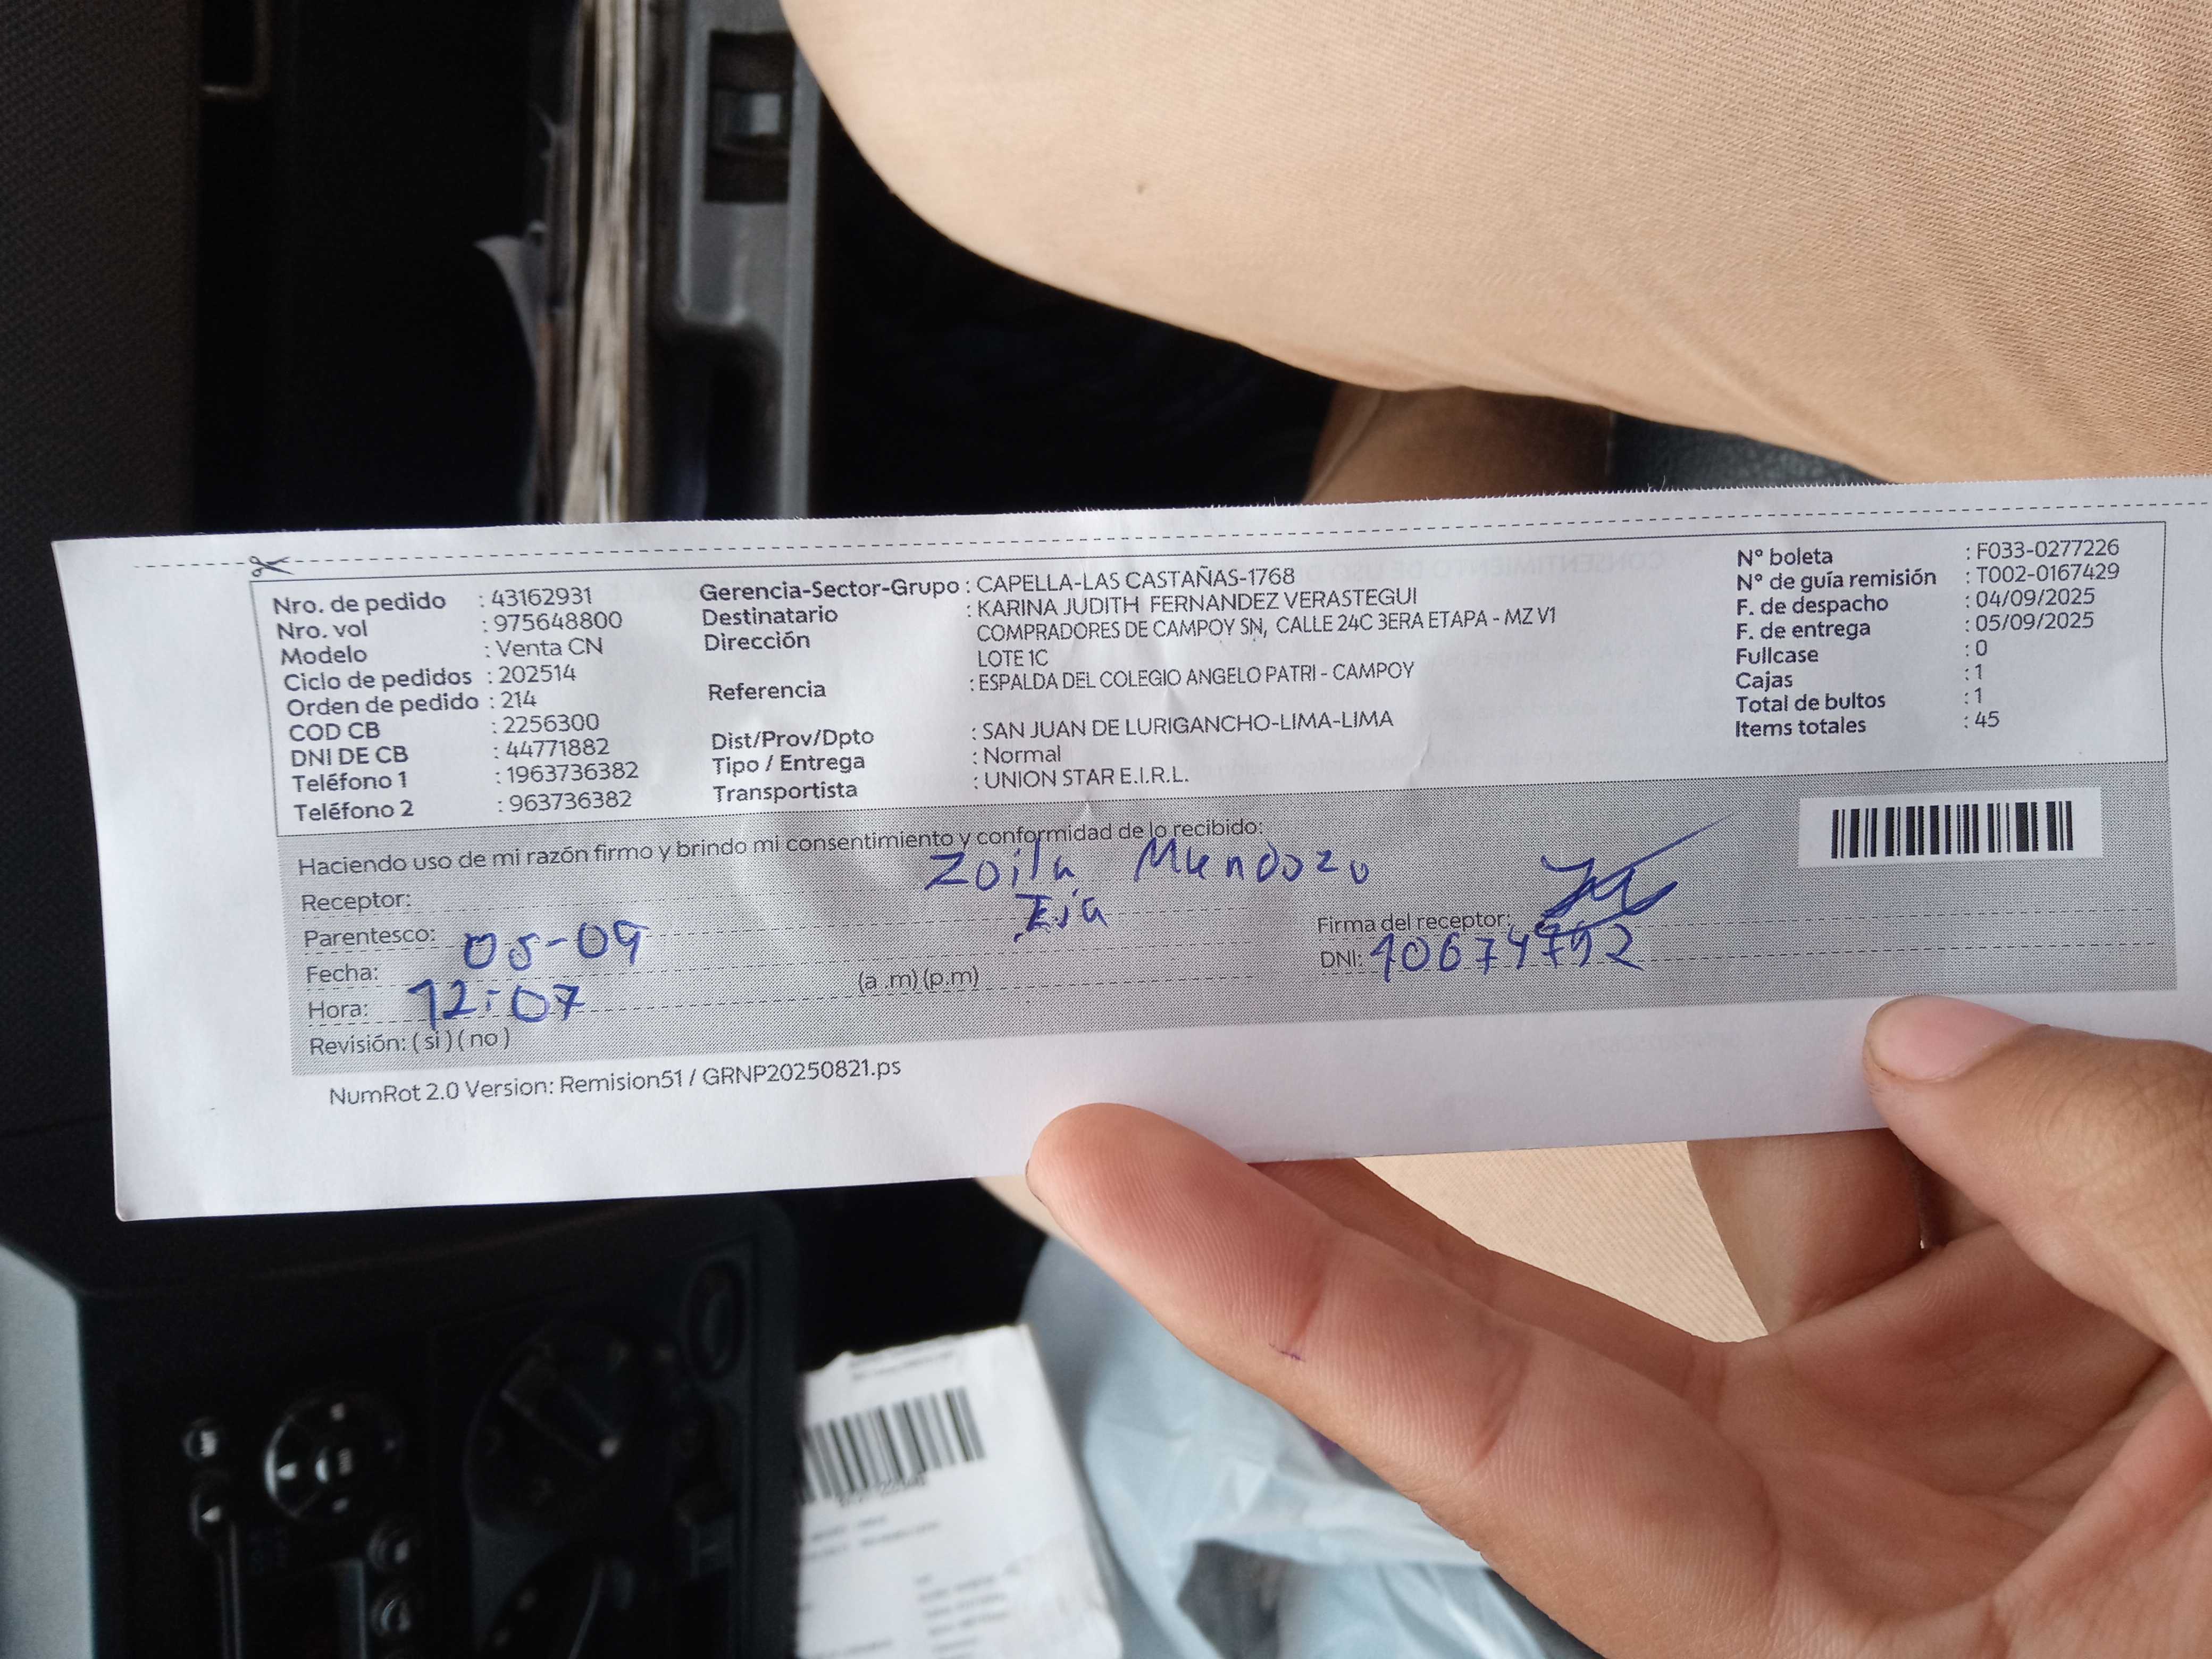 Nro. de pedido : 43162931
Nro. vol : 975648800
Modelo : Venta CN
Ciclo de pedidos : 202514
Orden de pedido : 214
COD CB : 2256300
DNI DE CB : 44771882
Teléfono 1 : 1963736382
Teléfono 2 : 963736382
Gerencia-Sector-Grupo : CAPELLA-LAS CASTAÑAS-1768
Destinatario : KARINA JUDITH FERNANDEZ VERASTEGUI
Dirección COMPRADORES DE CAMPOY SN, CALLE 24C 3ERA ETAPA - MZ V1
LOTE 1C
Referencia : ESPALDA DEL COLEGIO ANGELO PATRI - CAMPOY
Dist/Prov/Dpto : SAN JUAN DE LURIGANCHO-LIMA-LIMA
Tipo / Entrega : Normal
Transportista : UNION STAR E.I.R.L.
N° boleta : F033-0277226
N° de guía remisión : T002-0167429
F. de despacho : 04/09/2025
F. de entrega : 05/09/2025
Fullcase : 0
Cajas : 1
Total de bultos : 1
Items totales : 45
Haciendo uso de mi razón firmo y brindo mi consentimiento y conformidad de lo recibido:
Receptor: Zoila Mendoza
Parentesco:
Firma del receptor:
Fecha: 05-09
DNI: 40674792
Hora: 12:07 (a .m) (p.m)
Revisión: ( si ) ( no )
NumRot 2.0 Version: Remision51 / GRNP20250821.ps